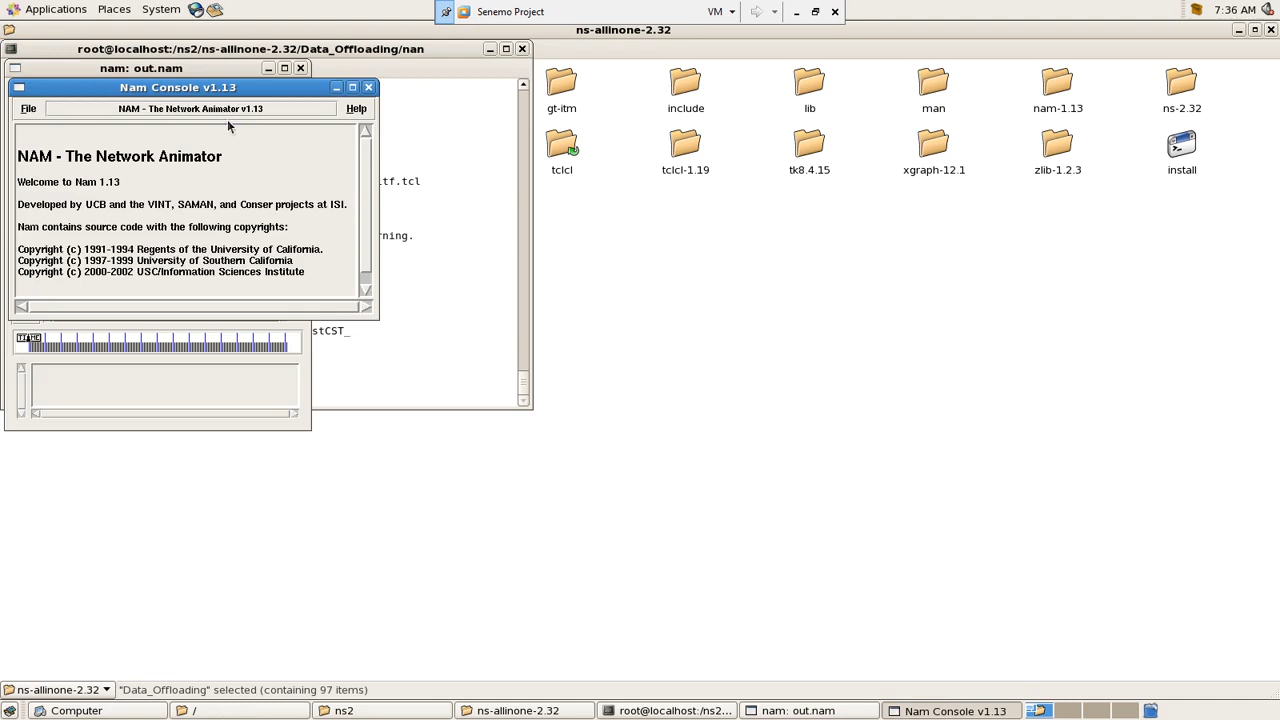 Applications Places System
Senemo Project
VM
7:36 AM
ns-allinone-2.32
root@localhost:/ns2/ns-allinone-2.32/Data_Offloading/nan
nam: out.nam
Nam Console v1.13
File
NAM - The Network Animator v1.13
Help
NAM - The Network Animator
Welcome to Nam 1.13
Developed by UCB and the VINT, SAMAN, and Conser projects at ISI.
Nam contains source code with the following copyrights:
Copyright (c) 1991-1994 Regents of the University of California.
Copyright (c) 1997-1999 University of Southern California
Copyright (c) 2000-2002 USC/Information Sciences Institute
tf.tcl
rning.
stCST_
TIME
gt-itm
include
lib
man
nam-1.13
ns-2.32
tclcl
tclcl-1.19
tk8.4.15
xgraph-12.1
zlib-1.2.3
install
ns-allinone-2.32
"Data_Offloading" selected (containing 97 items)
Computer
/
ns2
ns-allinone-2.32
root@localhost:/ns2...
nam: out.nam
Nam Console v1.13